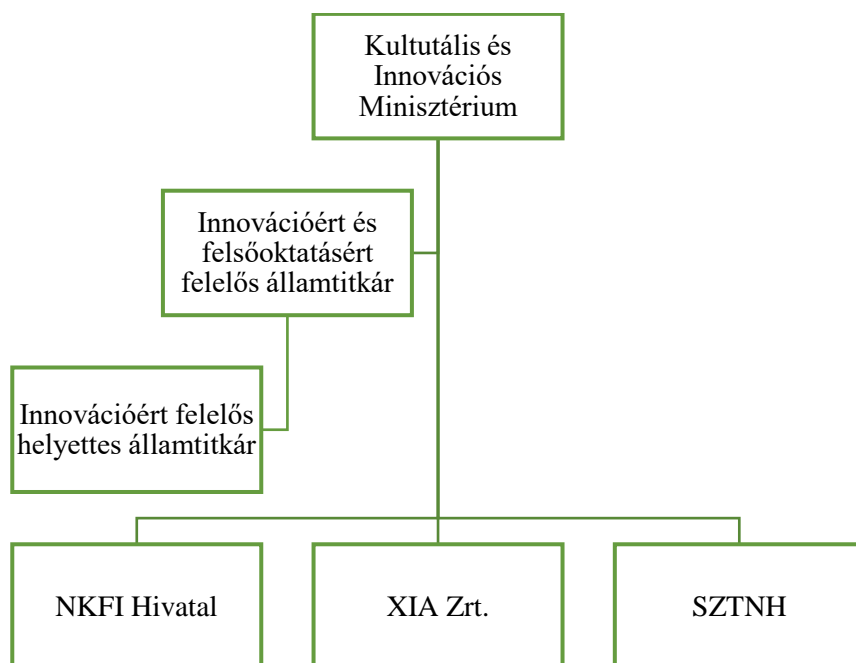 Kultutális és
Innovációs
Minisztérium
Innovációért és
felsőoktatásért
felelős államtitkár
Innovációért felelős
helyettes államtitkár
NKFI Hivatal
XIA Zrt.
SZTNH